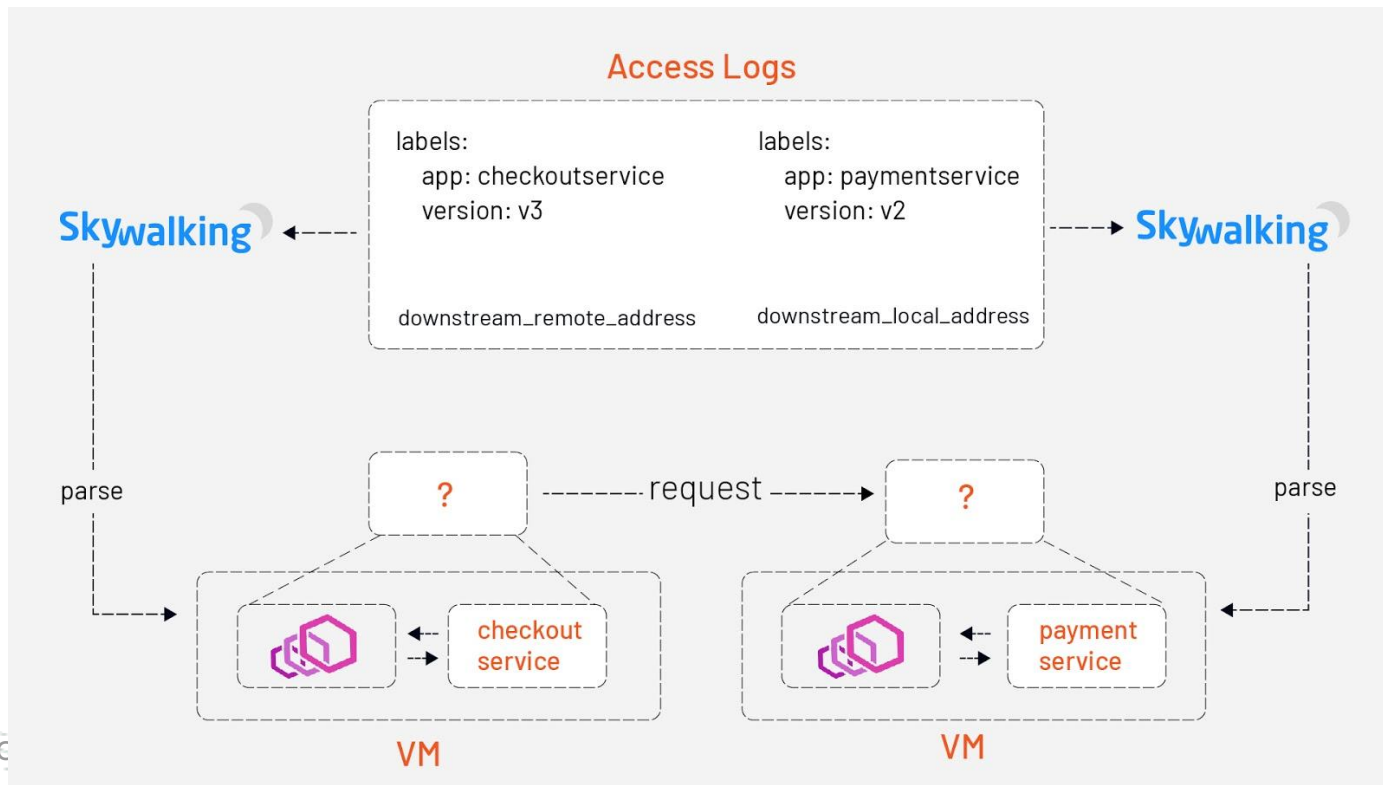 Access Logs
labels:
app: checkoutservice
version: v3
labels:
app: paymentservice
version: v2
Skywalking
Skywalking
downstream_remote_address
downstream_local_address
?
request
?
parse
parse
checkout
service
payment
service
VM
VM